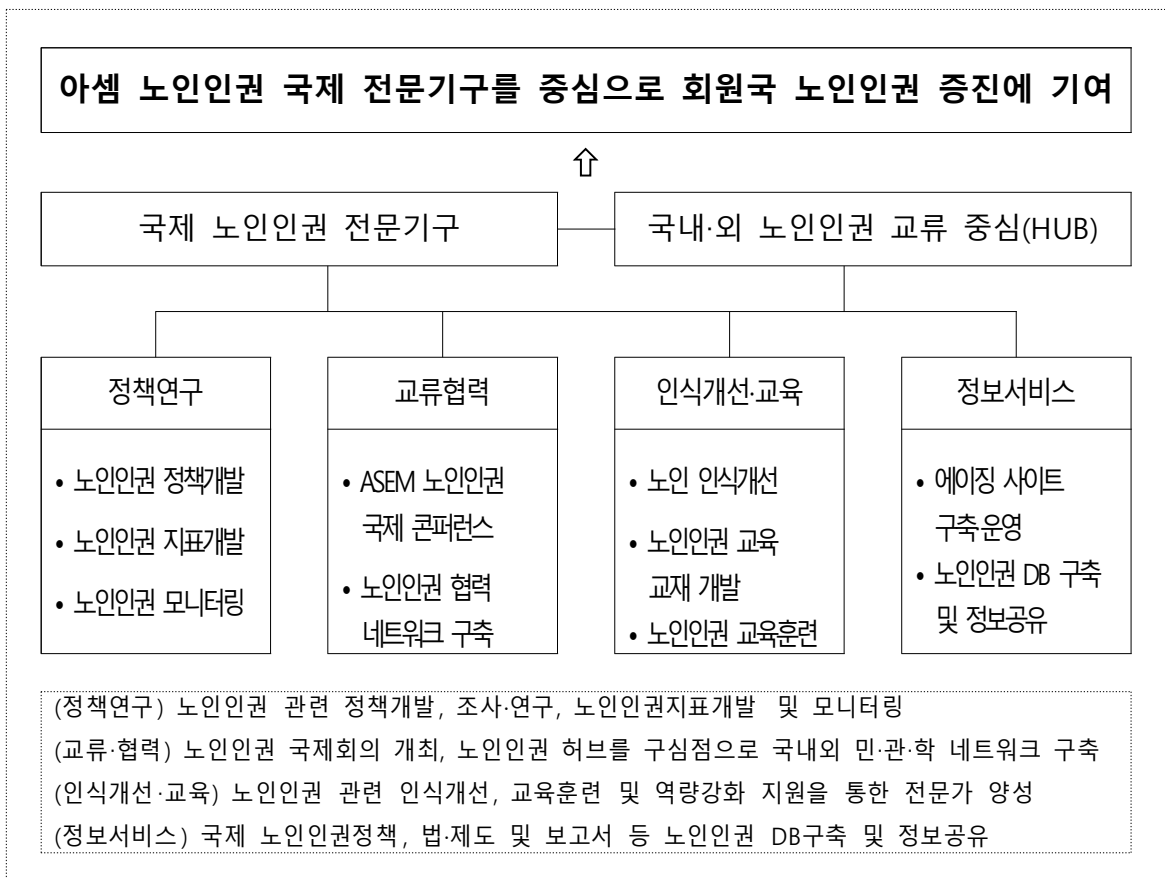 아셈 노인인권 국제 전문기구를 중심으로 회원국 노인인권 증진에 기여
⇧
국제 노인인권 전문기구
국내·외 노인인권 교류 중심(HUB)
정책연구
• 노인인권 정책개발
• 노인인권 지표개발
• 노인인권 모니터링
교류협력
• ASEM 노인인권
국제 콘퍼런스
• 노인인권 협력
네트워크 구축
인식개선·교육
• 노인 인식개선
• 노인인권 교육
교재 개발
• 노인인권 교육훈련
정보서비스
• 에이징 사이트
구축·운영
• 노인인권 DB 구축
및 정보공유
(정책연구) 노인인권 관련 정책개발, 조사·연구, 노인인권지표개발 및 모니터링
(교류·협력) 노인인권 국제회의 개최, 노인인권 허브를 구심점으로 국내외 민·관·학 네트워크 구축
(인식개선·교육) 노인인권 관련 인식개선, 교육훈련 및 역량강화 지원을 통한 전문가 양성
(정보서비스) 국제 노인인권정책, 법·제도 및 보고서 등 노인인권 DB구축 및 정보공유